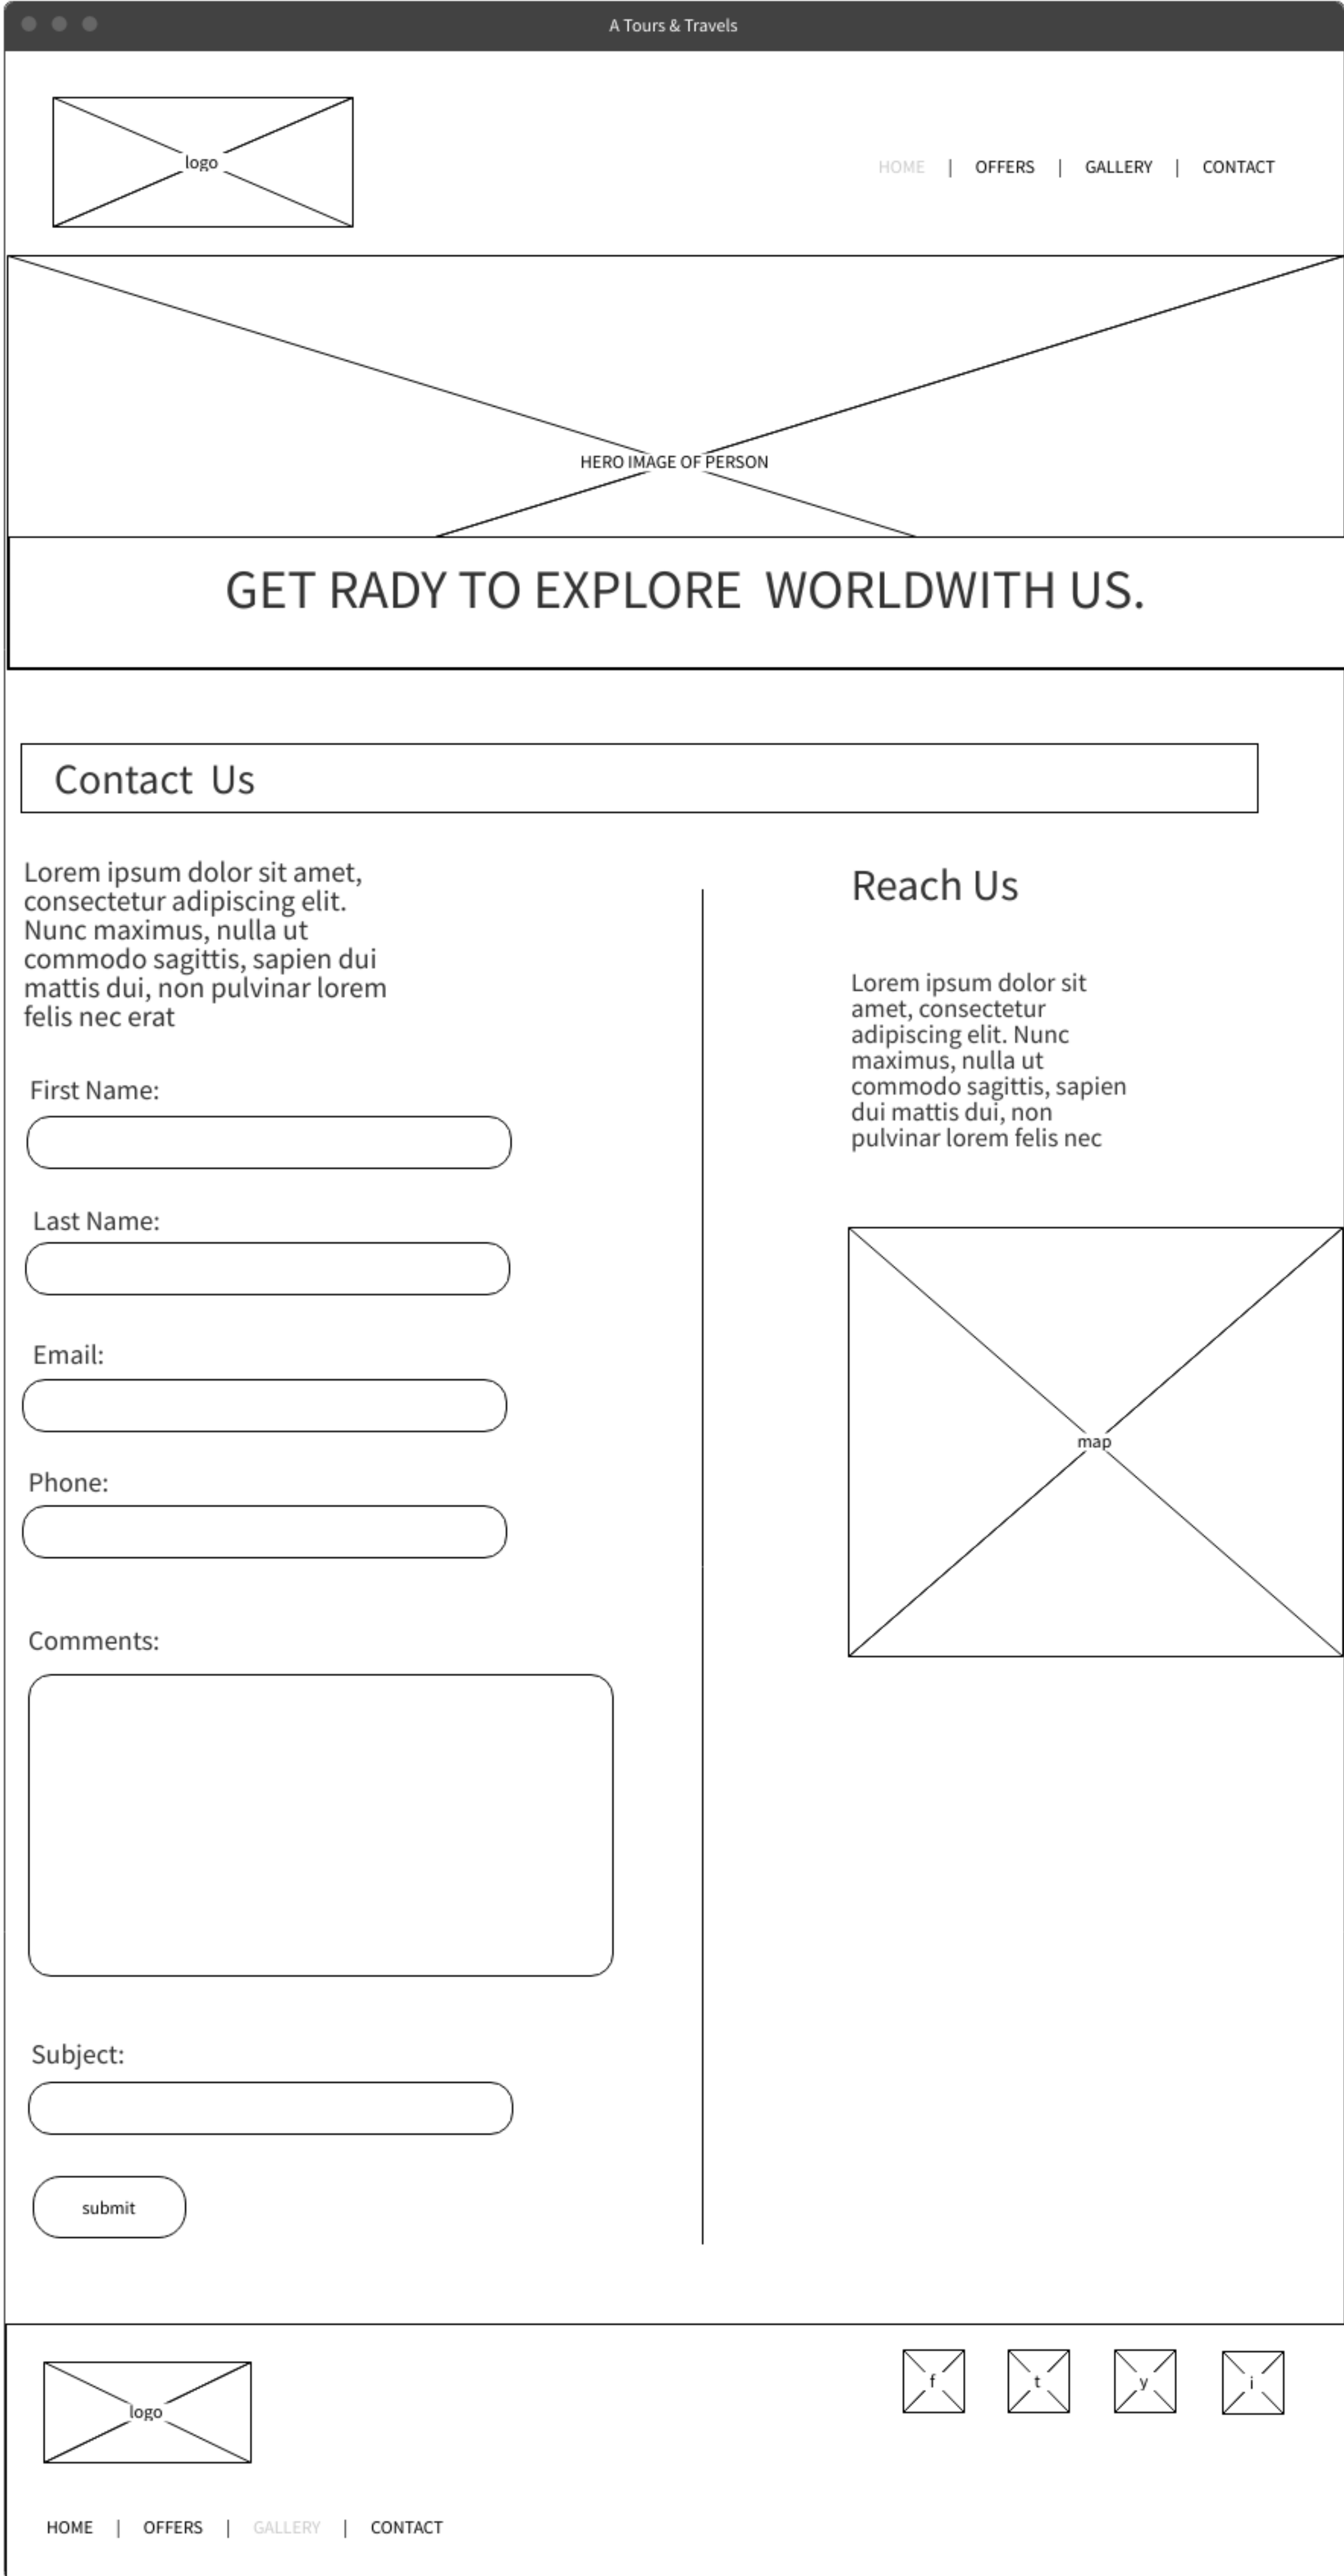 A Tours & Travels
logo
HOME | OFFERS | GALLERY | CONTACT
HERO IMAGE OF PERSON
GET RADY TO EXPLORE WORLDWITH US.
Contact Us
Lorem ipsum dolor sit amet,
consectetur adipiscing elit.
Nunc maximus, nulla ut
commodo sagittis, sapien dui
mattis dui, non pulvinar lorem
felis nec erat
First Name:
Last Name:
Email:
Phone:
Comments:
Subject:
submit
Reach Us
Lorem ipsum dolor sit
amet, consectetur
adipiscing elit. Nunc
maximus, nulla ut
commodo sagittis, sapien
dui mattis dui, non
pulvinar lorem felis nec
map
logo
f t y i
HOME | OFFERS | GALLERY | CONTACT